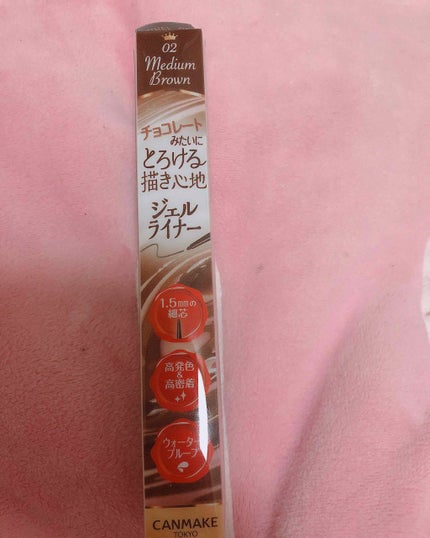 02
Medium
Brown
チョコレート
みたいに
とろける
描き心地
ジェル
ライナー
1.5mmの
細芯
高発色
&
高密着
ウォーター
プルーフ
CANMAKE
TOKYO